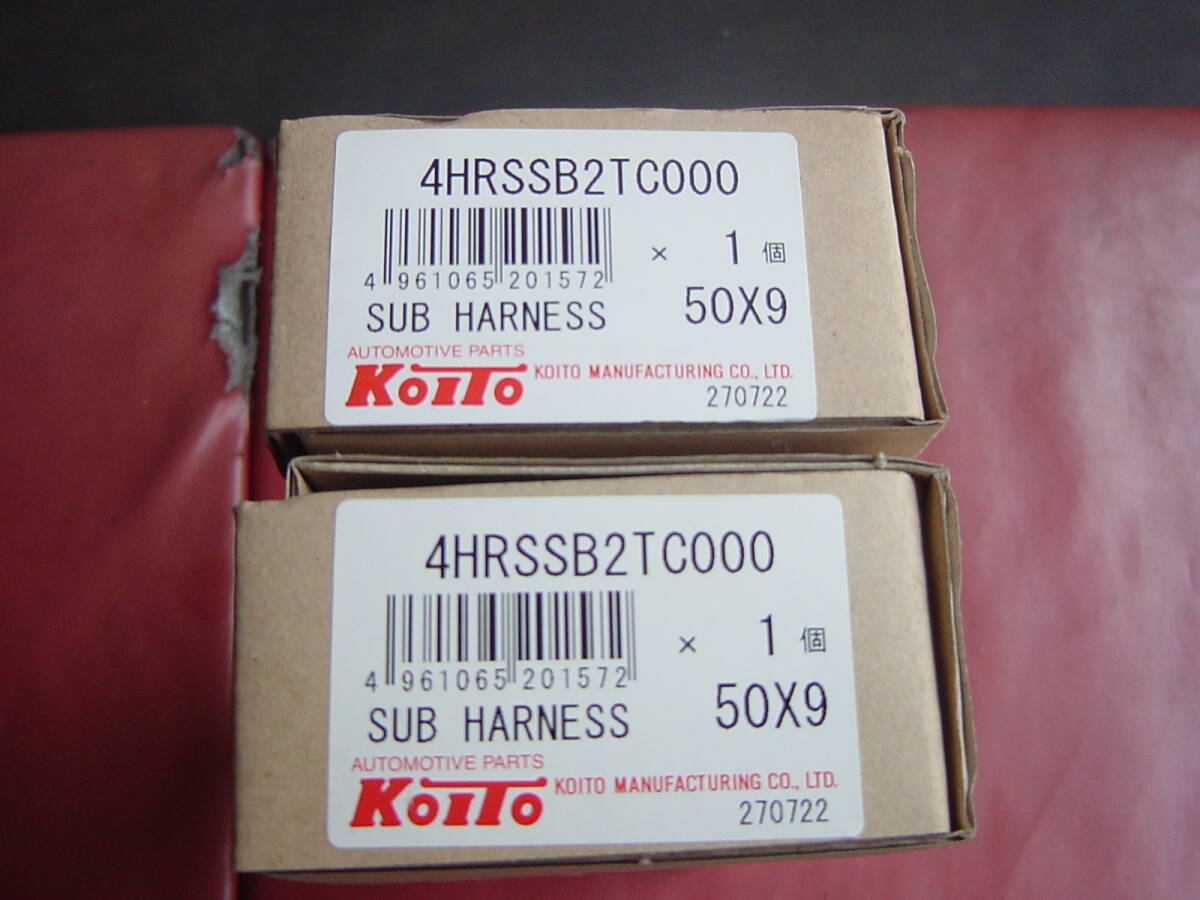 4HRSSB2TC000
4 961065 201572
× 1 個
SUB HARNESS 50X9
AUTOMOTIVE PARTS
KOITO KOITO MANUFACTURING CO., LTD.
270722
4HRSSB2TC000
4 961065 201572
× 1 個
SUB HARNESS 50X9
AUTOMOTIVE PARTS
KOITO KOITO MANUFACTURING CO., LTD.
270722